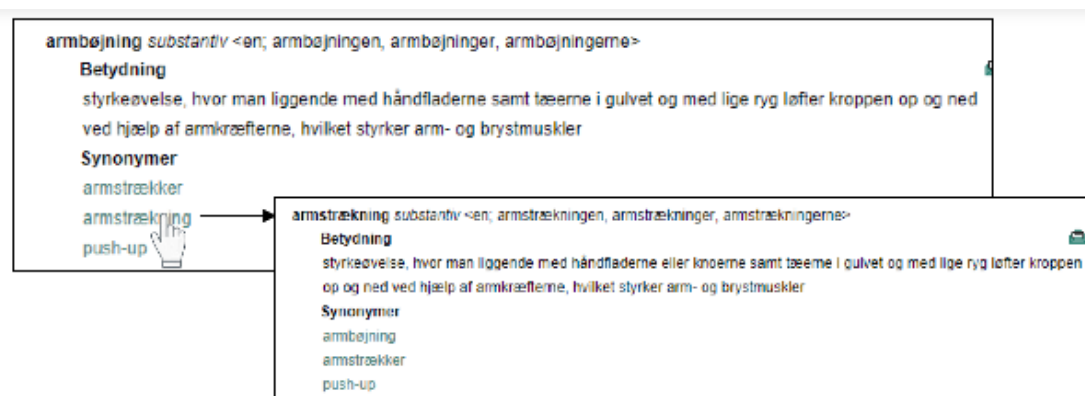 armbøjning substantiv <en; armbøjningen, armbøjninger, armbøjningerne>
Betydning
styrkeøvelse, hvor man liggende med håndfladerne samt tæerne i gulvet og med lige ryg løfter kroppen op og ned
ved hjælp af armkræfterne, hvilket styrker arm- og brystmuskler
Synonymer
armstrækker
armstrækning
push-up
armstrækning substantiv <en; armstrækningen, armstrækninger, armstrækningerne>
Betydning
styrkeøvelse, hvor man liggende med håndfladerne eller knoerne samt tæerne i gulvet og med lige ryg løfter kroppen
op og ned ved hjælp af armkræfterne, hvilket styrker arm- og brystmuskler
Synonymer
armbøjning
armstrækker
push-up